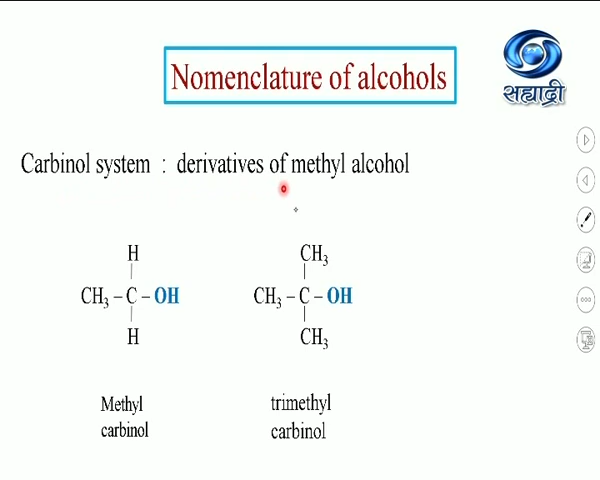 Nomenclature of alcohols
सह्याद्री
Carbinol system : derivatives of methyl alcohol
H
CH₃ – C – OH
H
CH₃
CH₃ – C – OH
CH₃
Methyl
carbinol
trimethyl
carbinol